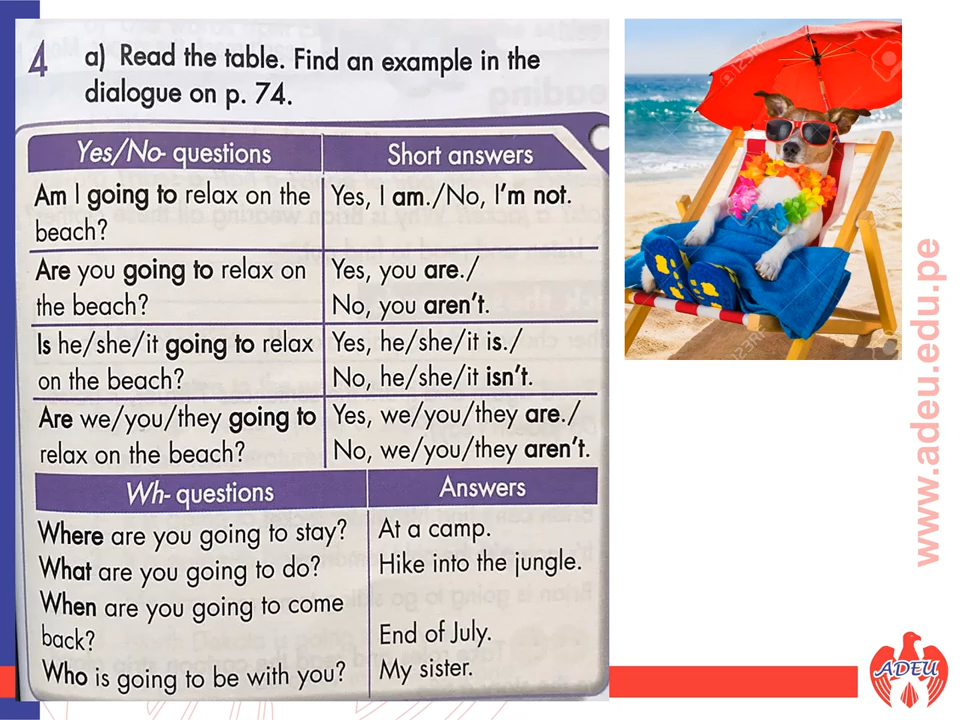 4 a) Read the table. Find an example in the
dialogue on p. 74.
Yes/No- questions Short answers
Am I going to relax on the Yes, I am./No, I'm not.
beach?
Are you going to relax on Yes, you are./
the beach? No, you aren't.
Is he/she/it going to relax Yes, he/she/it is./
on the beach? No, he/she/it isn't.
Are we/you/they going to Yes, we/you/they are./
relax on the beach? No, we/you/they aren't.
Wh- questions Answers
Where are you going to stay? At a camp.
What are you going to do? Hike into the jungle.
When are you going to come
back? End of July.
Who is going to be with you? My sister.
www.adeu.edu.pe
ADEU